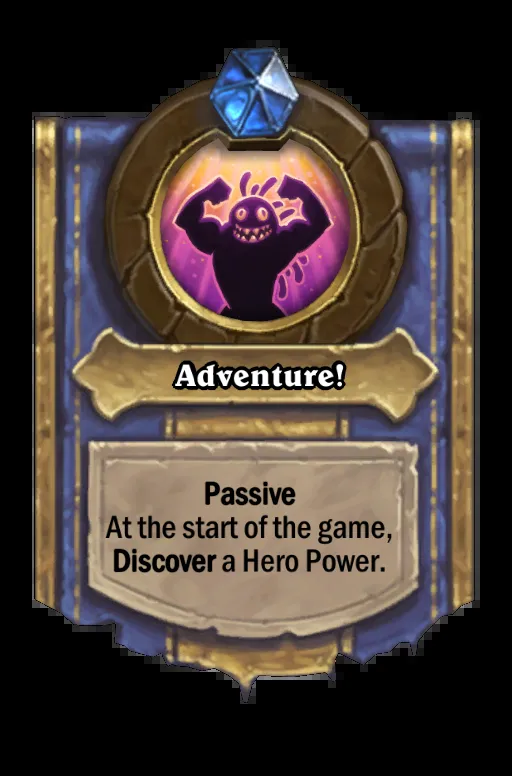 Adventure!
Passive
At the start of the game,
Discover a Hero Power.